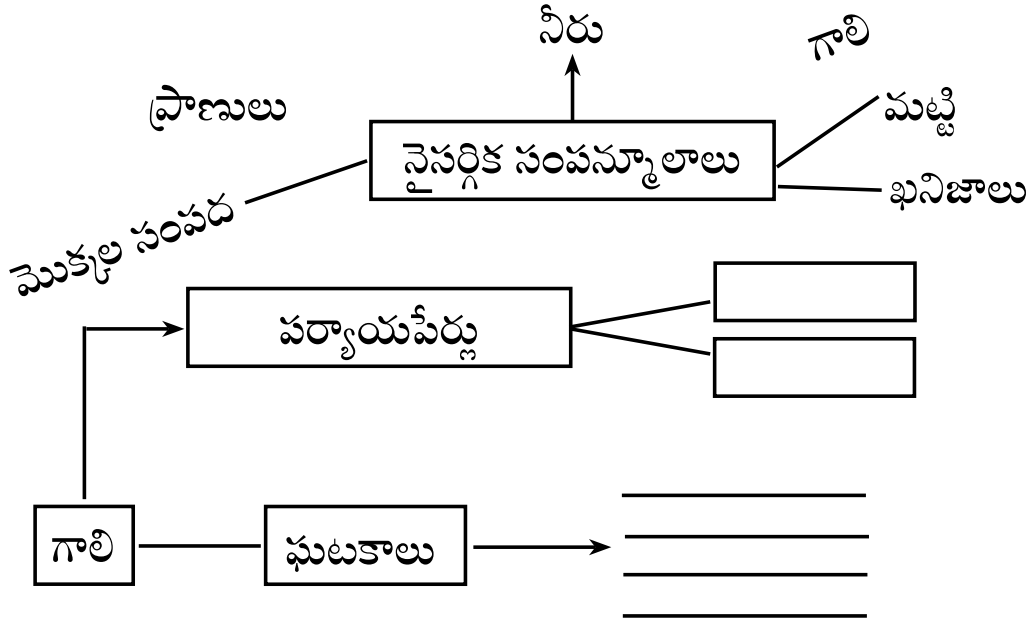 నీరు
గాలి
ప్రాణులు
మట్టి
నైసర్గిక సంపన్మూలాలు
ఖనిజాలు
మొక్కల సంపద
పర్యాయపేర్లు
గాలి
ఘటకాలు